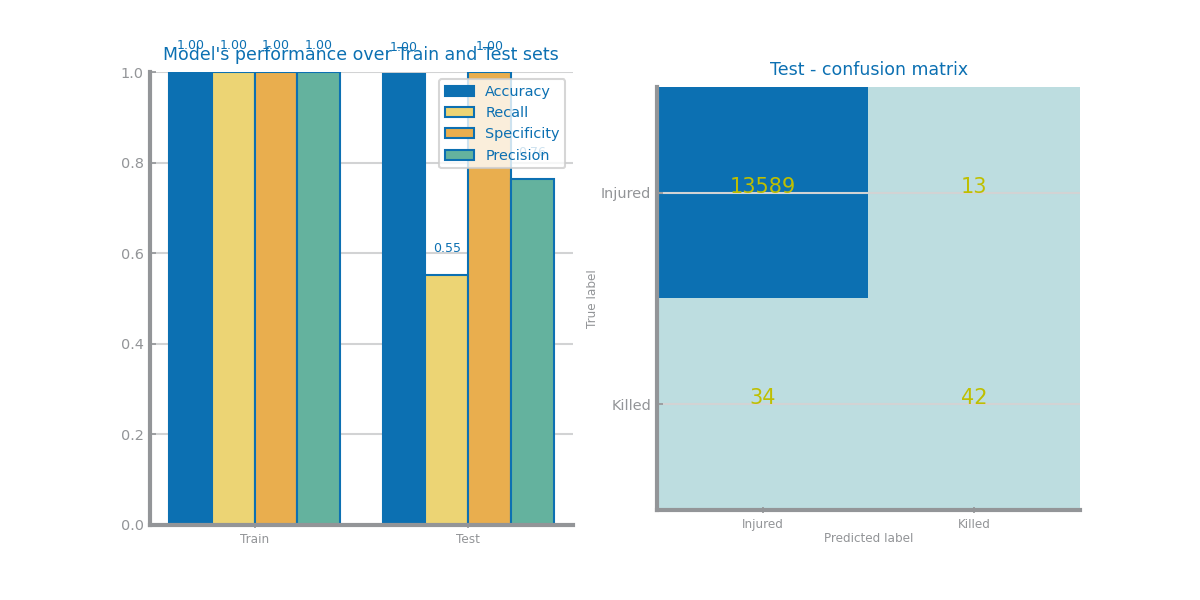 Model's performance over Train and Test sets
1.00 1.00 1.00 1.00 1.00 1.00
1.0
0.8
0.6
0.4
0.2
0.0
Accuracy
Recall
Specificity
Precision
0.76
0.55
Train
Test
Test - confusion matrix
True label
Injured
Killed
13589 13
34 42
Injured Killed
Predicted label